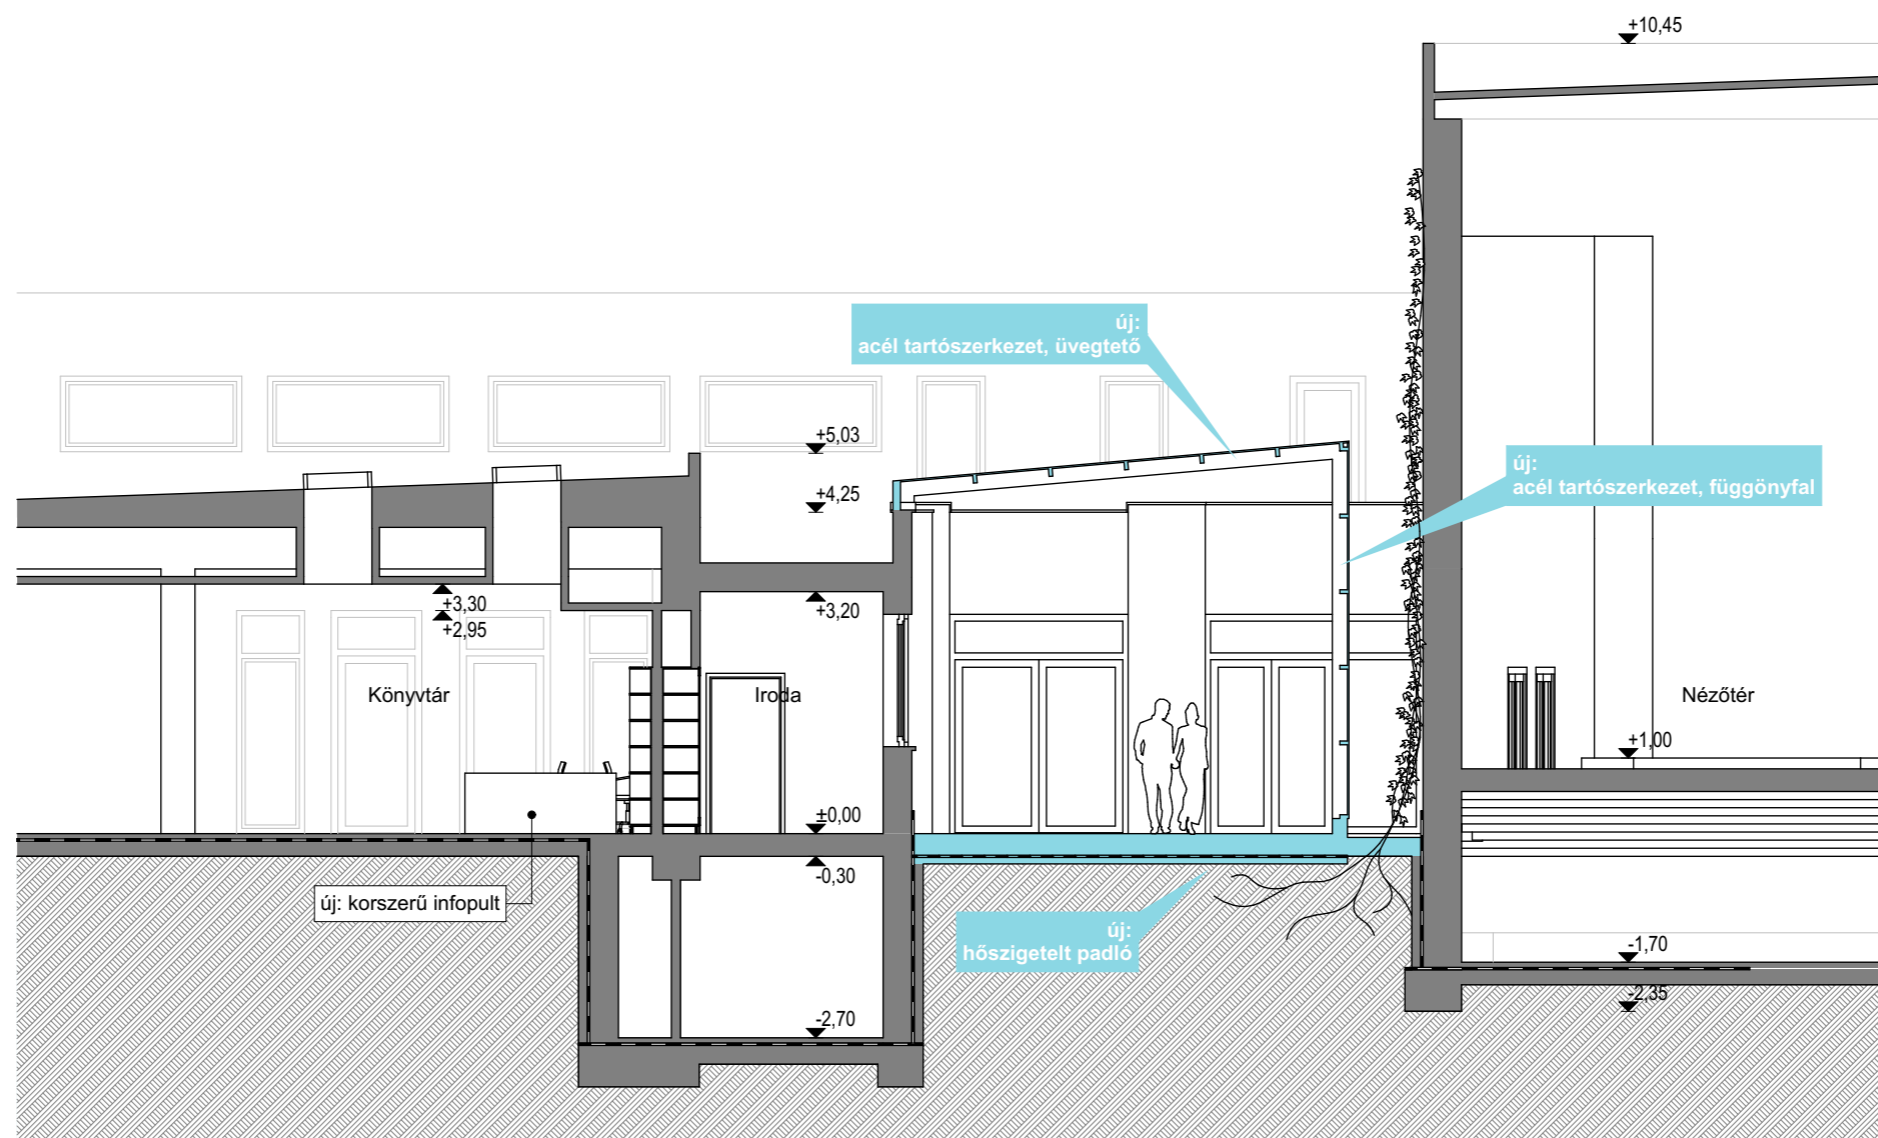 +10,45
új:
acél tartószerkezet, üvegtető
+5,03
új:
acél tartószerkezet, függönyfal
+4,25
+3,30
+3,20
+2,95
Könyvtár
Iroda
Nézőtér
+1,00
±0,00
-0,30
új: korszerű infopult
új:
hőszigetelt padló
-1,70
-2,35
-2,70